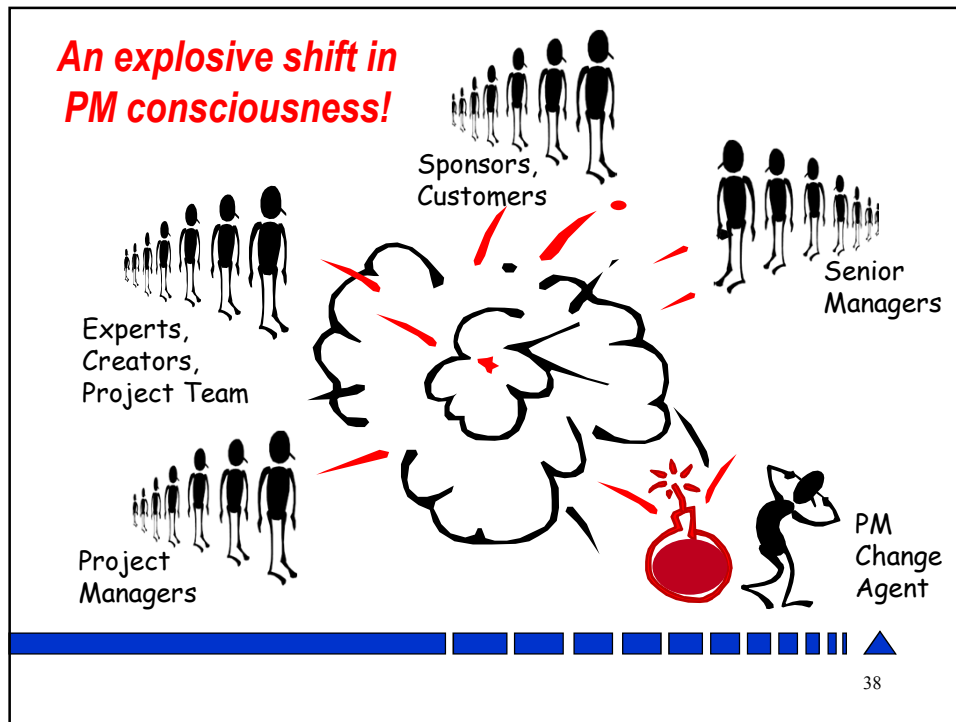 An explosive shift in
PM consciousness!
Sponsors,
Customers
Senior
Managers
Experts,
Creators,
Project Team
Project
Managers
PM
Change
Agent
38